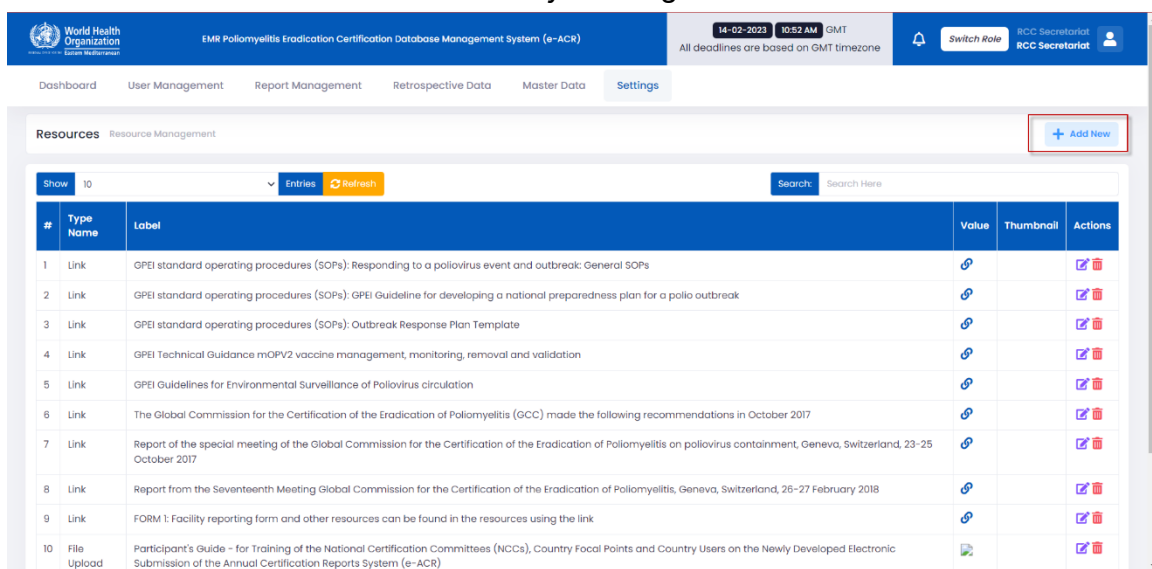 World Health
Organization
Eastern Mediterranean
EMR Poliomyelitis Eradication Certification Database Management System (e-ACR)
14-02-2023 10:52 AM GMT
All deadlines are based on GMT timezone
Switch Role
RCC Secretariat
RCC Secretariat
Dashboard User Management Report Management Retrospective Data Master Data Settings
Resources Resource Management
+ Add New
Show 10 Entries Refresh Search: Search Here
# Type Name Label Value Thumbnail Actions
1 Link GPEI standard operating procedures (SOPs): Responding to a poliovirus event and outbreak: General SOPs
2 Link GPEI standard operating procedures (SOPs): GPEI Guideline for developing a national preparedness plan for a polio outbreak
3 Link GPEI standard operating procedures (SOPs): Outbreak Response Plan Template
4 Link GPEI Technical Guidance mOPV2 vaccine management, monitoring, removal and validation
5 Link GPEI Guidelines for Environmental Surveillance of Poliovirus circulation
6 Link The Global Commission for the Certification of the Eradication of Poliomyelitis (GCC) made the following recommendations in October 2017
7 Link Report of the special meeting of the Global Commission for the Certification of the Eradication of Poliomyelitis on poliovirus containment, Geneva, Switzerland, 23-25
October 2017
8 Link Report from the Seventeenth Meeting Global Commission for the Certification of the Eradication of Poliomyelitis, Geneva, Switzerland, 26-27 February 2018
9 Link FORM 1: Facility reporting form and other resources can be found in the resources using the link
10 File Upload Participant's Guide - for Training of the National Certification Committees (NCCs), Country Focal Points and Country Users on the Newly Developed Electronic
Submission of the Annual Certification Reports System (e-ACR)